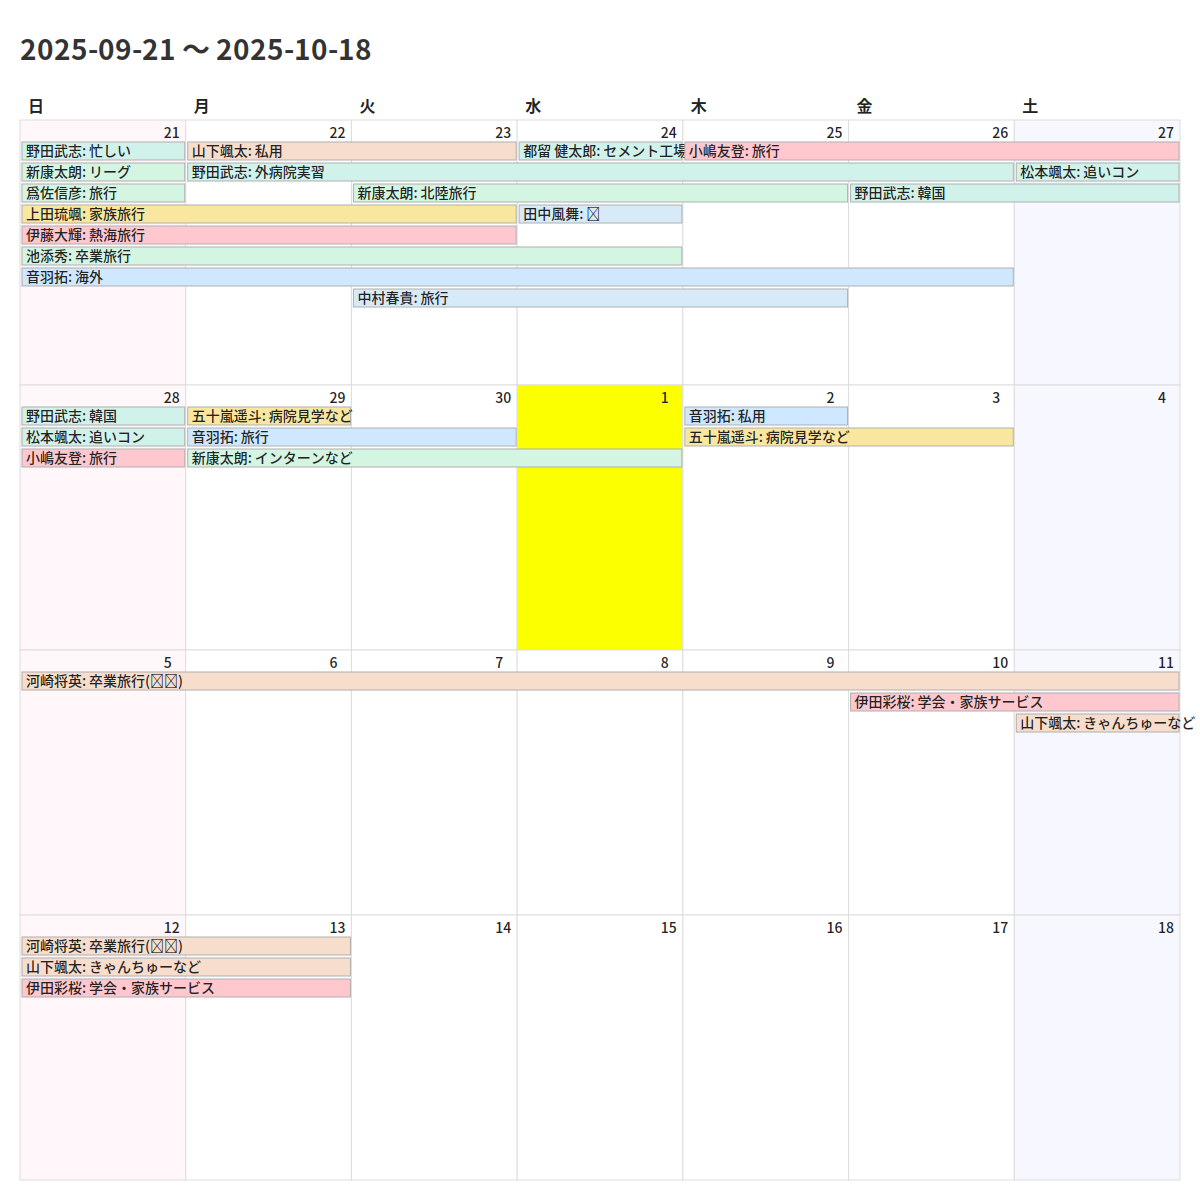 2025-09-21 〜 2025-10-18
日 月 火 水 木 金 土
21 22 23 24 25 26 27
野田武志: 忙しい 山下颯太: 私用 都留 健太郎: セメント工場 小嶋友登: 旅行
新康太朗: リーグ 野田武志: 外病院実習 松本颯太: 追いコン
爲佐信彦: 旅行 新康太朗: 北陸旅行 野田武志: 韓国
上田琉颯: 家族旅行 田中風舞:
伊藤大輝: 熱海旅行
池添秀: 卒業旅行
音羽拓: 海外
中村春貴: 旅行
28 29 30 1 2 3 4
野田武志: 韓国 五十嵐遥斗: 病院見学など 音羽拓: 私用
松本颯太: 追いコン 音羽拓: 旅行 五十嵐遥斗: 病院見学など
小嶋友登: 旅行 新康太朗: インターンなど
5 6 7 8 9 10 11
河崎将英: 卒業旅行()
伊田彩桜: 学会・家族サービス
山下颯太: きゃんちゅーなど
12 13 14 15 16 17 18
河崎将英: 卒業旅行()
山下颯太: きゃんちゅーなど
伊田彩桜: 学会・家族サービス